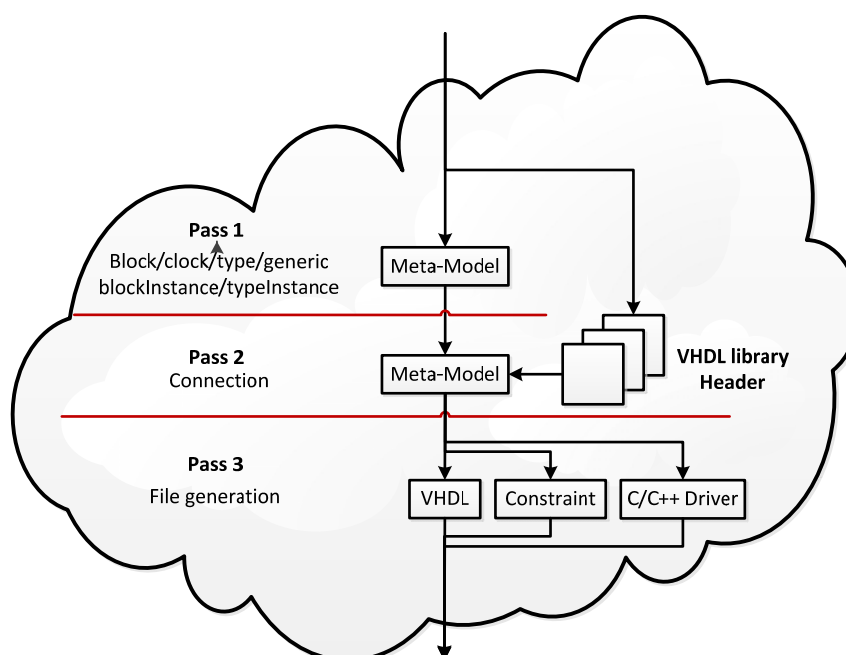 Pass 1
Block/clock/type/generic
blockInstance/typeInstance
Meta-Model
Pass 2
Connection
Meta-Model
VHDL library
Header
Pass 3
File generation
VHDL
Constraint
C/C++ Driver